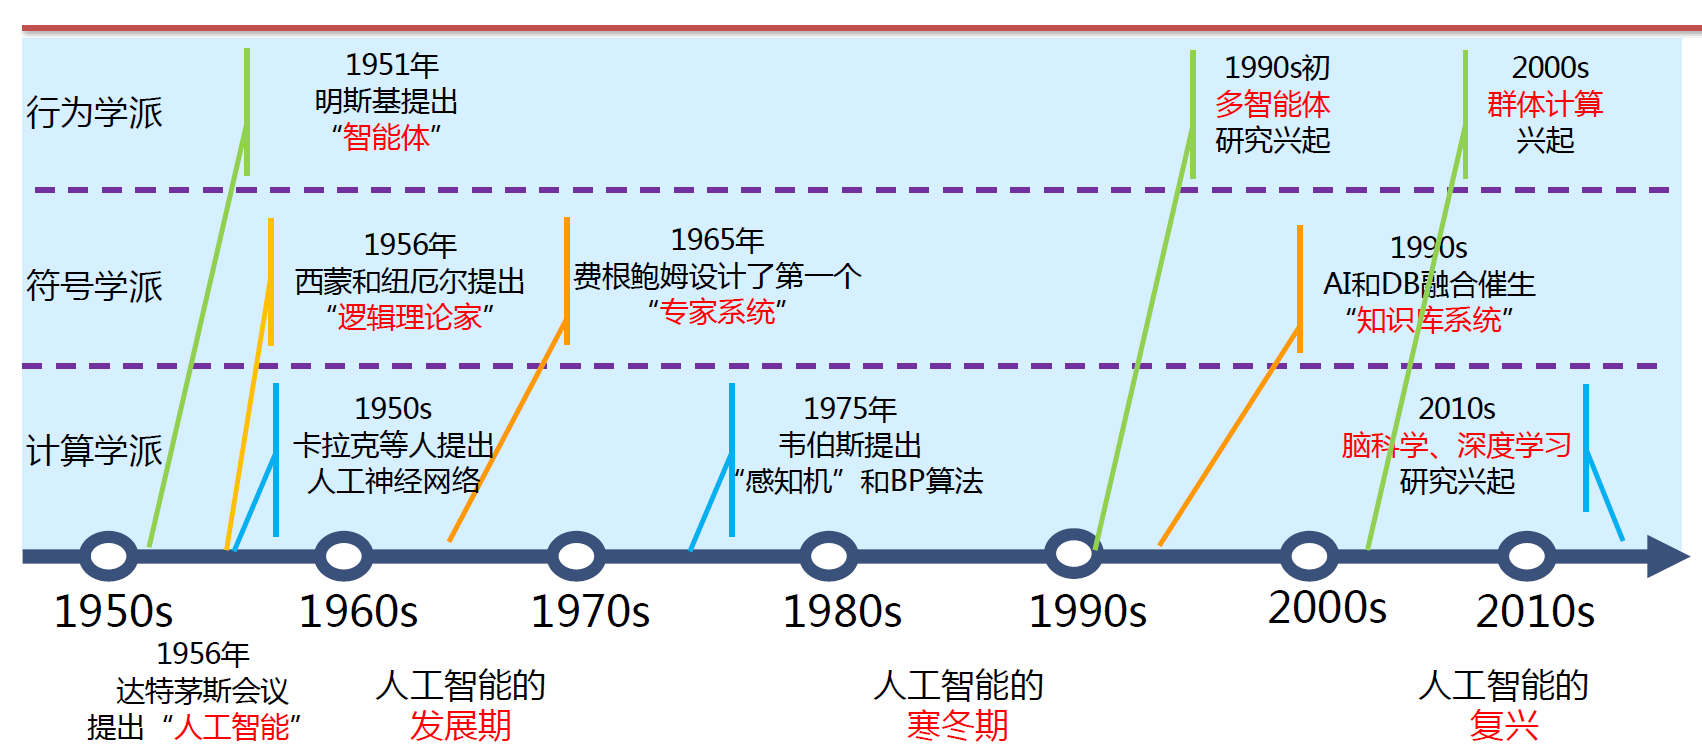 行为学派
1951年
明斯基提出
“智能体”
1990s初
多智能体
研究兴起
2000s
群体计算
兴起
符号学派
1956年
西蒙和纽厄尔提出
“逻辑理论家”
1965年
费根鲍姆设计了第一个
“专家系统”
1990s
AI和DB融合催生
“知识库系统”
计算学派
1950s
卡拉克等人提出
人工神经网络
1975年
韦伯斯提出
“感知机”和BP算法
2010s
脑科学、深度学习
研究兴起
1950s
1960s
1970s
1980s
1990s
2000s
2010s
1956年
达特茅斯会议
提出“人工智能”
人工智能的
发展期
人工智能的
寒冬期
人工智能的
复兴